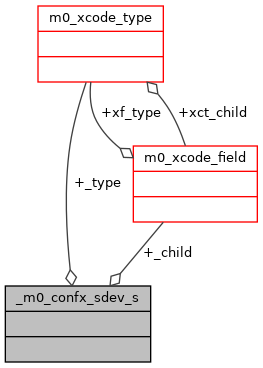 m0_xcode_type
+xf_type
+xct_child
m0_xcode_field
+_type
+_child
_m0_confx_sdev_s